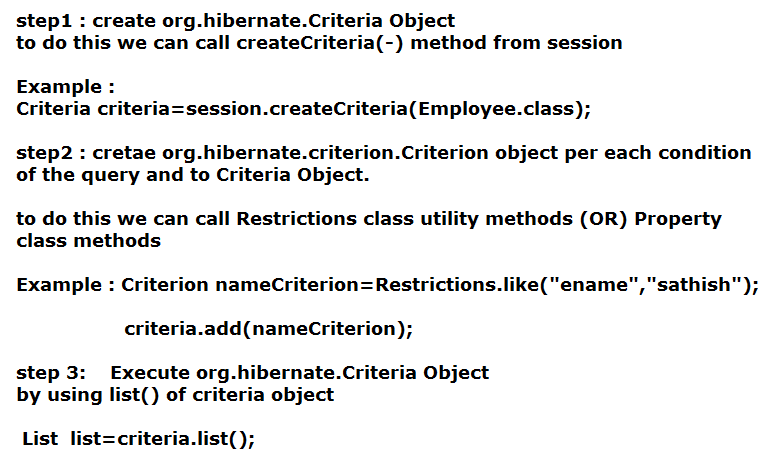 step1 : create org.hibernate.Criteria Object
to do this we can call createCriteria(-) method from session
Example :
Criteria criteria=session.createCriteria(Employee.class);
step2 : cretae org.hibernate.criterion.Criterion object per each condition
of the query and to Criteria Object.
to do this we can call Restrictions class utility methods (OR) Property
class methods
Example : Criterion nameCriterion=Restrictions.like("ename","sathish");
criteria.add(nameCriterion);
step 3:    Execute org.hibernate.Criteria Object
by using list() of criteria object
List  list=criteria.list();